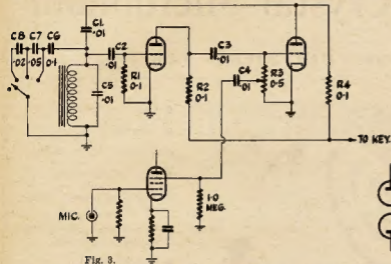 C8 C7 C6
.02 .05 0.1
C1
.01
C2
.01
R1
0.1
C5
.01
C3
.01
C4
.01
R2
0.1
R3
0.5
R4
0.1
TO KEY.
MIC.
1.0
MEG.
Fig. 3.